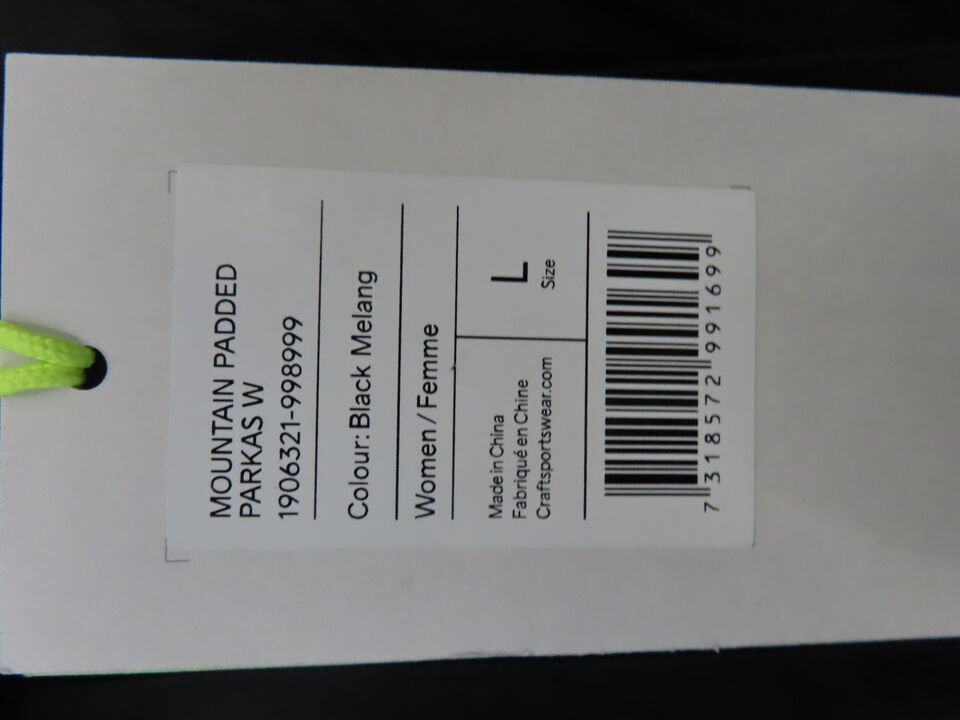 MOUNTAIN PADDED
PARKAS W
1906321-998999
Colour: Black Melang
Women / Femme
Made in China
Fabriqué en Chine
Craftsportswear.com
L
Size
7 318572 991699